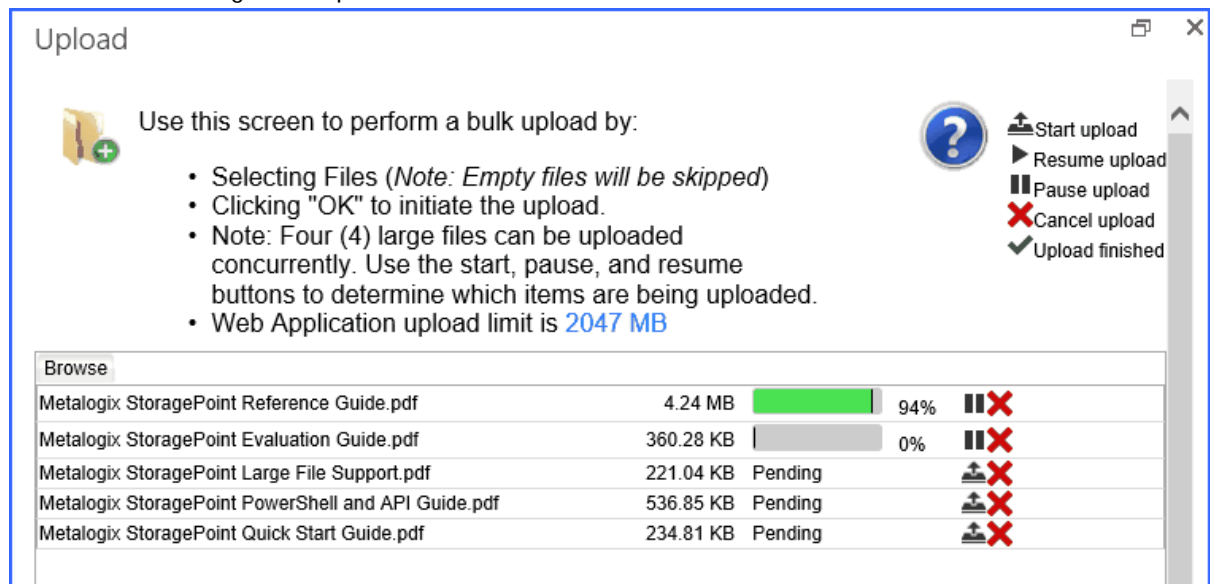 Upload
Use this screen to perform a bulk upload by:
• Selecting Files (Note: Empty files will be skipped)
• Clicking "OK" to initiate the upload.
• Note: Four (4) large files can be uploaded
concurrently. Use the start, pause, and resume
buttons to determine which items are being uploaded.
• Web Application upload limit is 2047 MB
?
Start upload
Resume upload
Pause upload
Cancel upload
Upload finished
Browse
Metalogix StoragePoint Reference Guide.pdf 4.24 MB 94%
Metalogix StoragePoint Evaluation Guide.pdf 360.28 KB 0%
Metalogix StoragePoint Large File Support.pdf 221.04 KB Pending
Metalogix StoragePoint PowerShell and API Guide.pdf 536.85 KB Pending
Metalogix StoragePoint Quick Start Guide.pdf 234.81 KB Pending